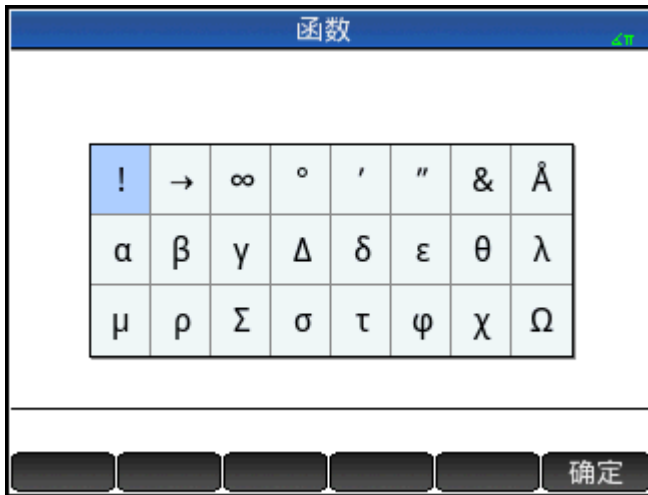 函数
∡π
! → ∞ ° ′ ″ & Å
α β γ Δ δ ε θ λ
μ ρ Σ σ τ φ χ Ω
确定